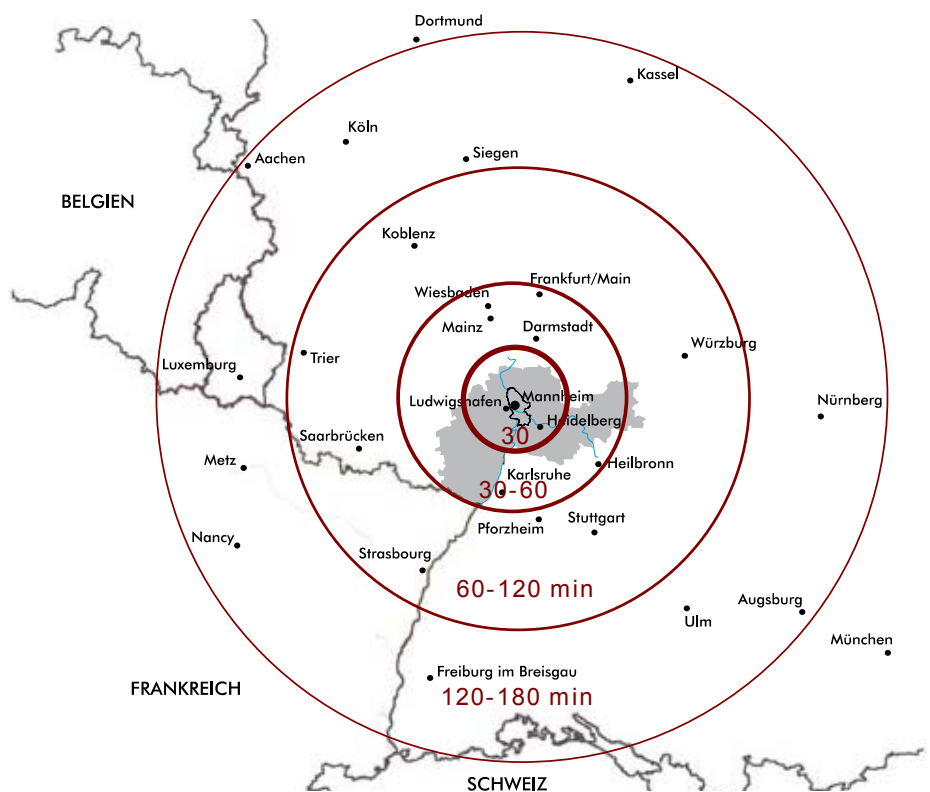 Dortmund
Kassel
Köln
Aachen
Siegen
BELGIEN
Koblenz
Frankfurt/Main
Wiesbaden
Mainz
Darmstadt
Würzburg
Trier
Luxemburg
Mannheim
Ludwigshafen
Nürnberg
Heidelberg
30
Saarbrücken
Metz
Heilbronn
Karlsruhe
30-60
Pforzheim
Stuttgart
Nancy
Strasbourg
60-120 min
Augsburg
Ulm
München
Freiburg im Breisgau
FRANKREICH
120-180 min
SCHWEIZ